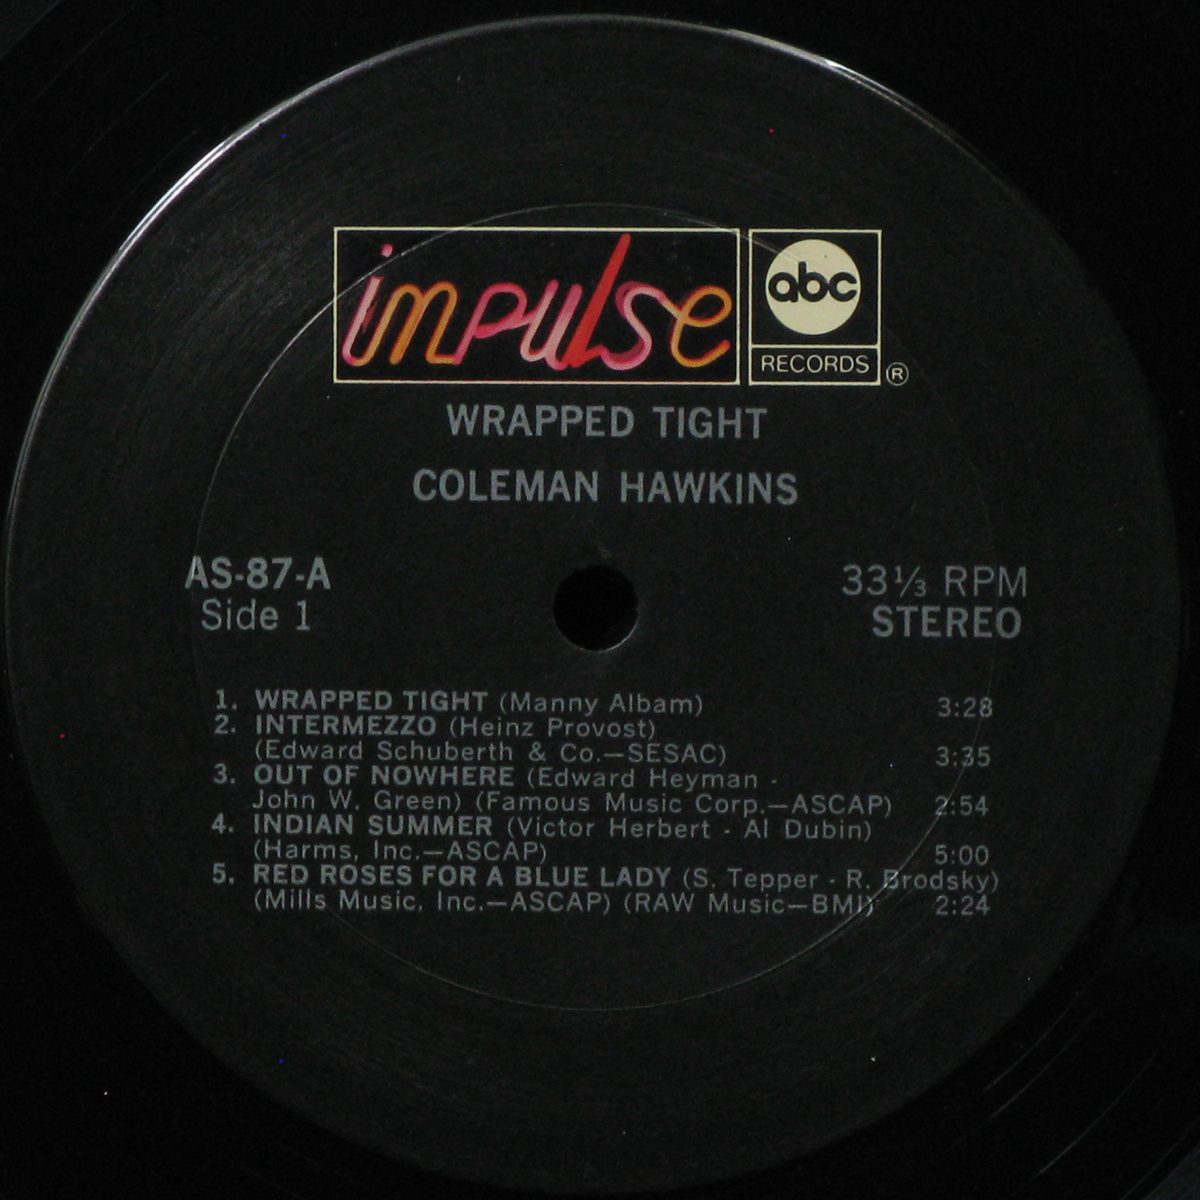 impulse
abc
RECORDS ®
WRAPPED TIGHT
COLEMAN HAWKINS
AS-87-A
Side 1
33⅓ RPM
STEREO
1. WRAPPED TIGHT (Manny Albam) 3:28
2. INTERMEZZO (Heinz Provost)
(Edward Schuberth & Co.—SESAC) 3:35
3. OUT OF NOWHERE (Edward Heyman -
John W. Green) (Famous Music Corp.—ASCAP) 2:54
4. INDIAN SUMMER (Victor Herbert - Al Dubin)
(Harms, Inc.—ASCAP) 5:00
5. RED ROSES FOR A BLUE LADY (S. Tepper - R. Brodsky)
(Mills Music, Inc.—ASCAP) (RAW Music—BMI) 2:24